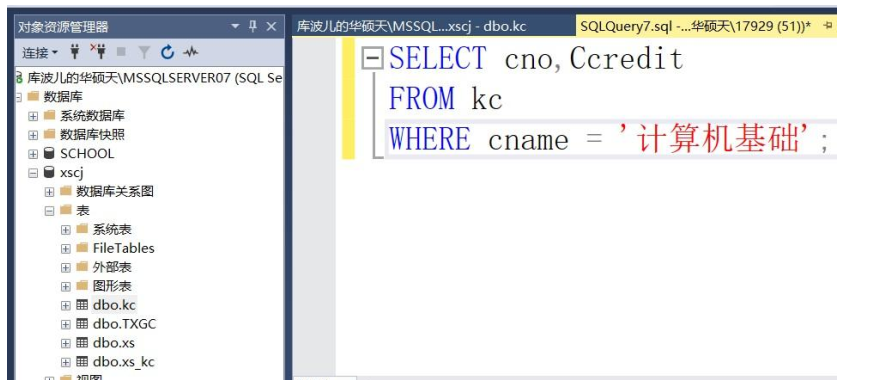 对象资源管理器
连接
库波儿的华硕天\MSSQLSERVER07 (SQL Se
数据库
系统数据库
数据库快照
SCHOOL
xscj
数据库关系图
表
系统表
FileTables
外部表
图形表
dbo.kc
dbo.TXGC
dbo.xs
dbo.xs_kc
视图
库波儿的华硕天\MSSQL...xscj - dbo.kc
SQLQuery7.sql -...华硕天\17929 (51))*
SELECT cno,Ccredit
FROM kc
WHERE cname = '计算机基础';